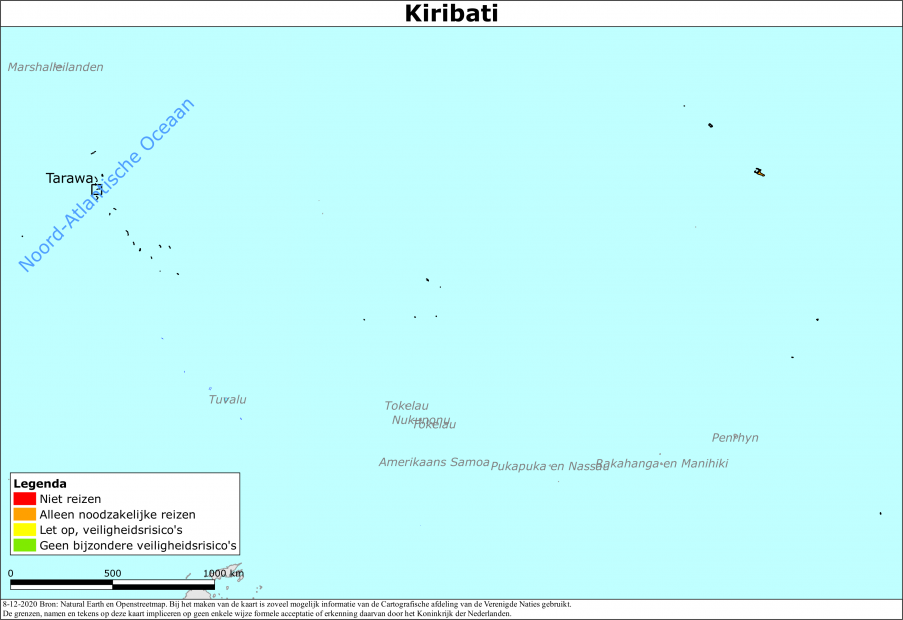 Kiribati
Marshalleilanden
Noord-Atlantische Oceaan
Tarawa
Tuvalu
Tokelau
Nukunonu
Tokelau
Penrhyn
Amerikaans Samoa
Pukapuka en Nassau
Rakahanga en Manihiki
Legenda
Niet reizen
Alleen noodzakelijke reizen
Let op, veiligheidsrisico's
Geen bijzondere veiligheidsrisico's
0 500 1000 km
8-12-2020 Bron: Natural Earth en Openstreetmap. Bij het maken van de kaart is zoveel mogelijk informatie van de Cartografische afdeling van de Verenigde Naties gebruikt.
De grenzen, namen en tekens op deze kaart impliceren op geen enkele wijze formele acceptatie of erkenning daarvan door het Koninkrijk der Nederlanden.